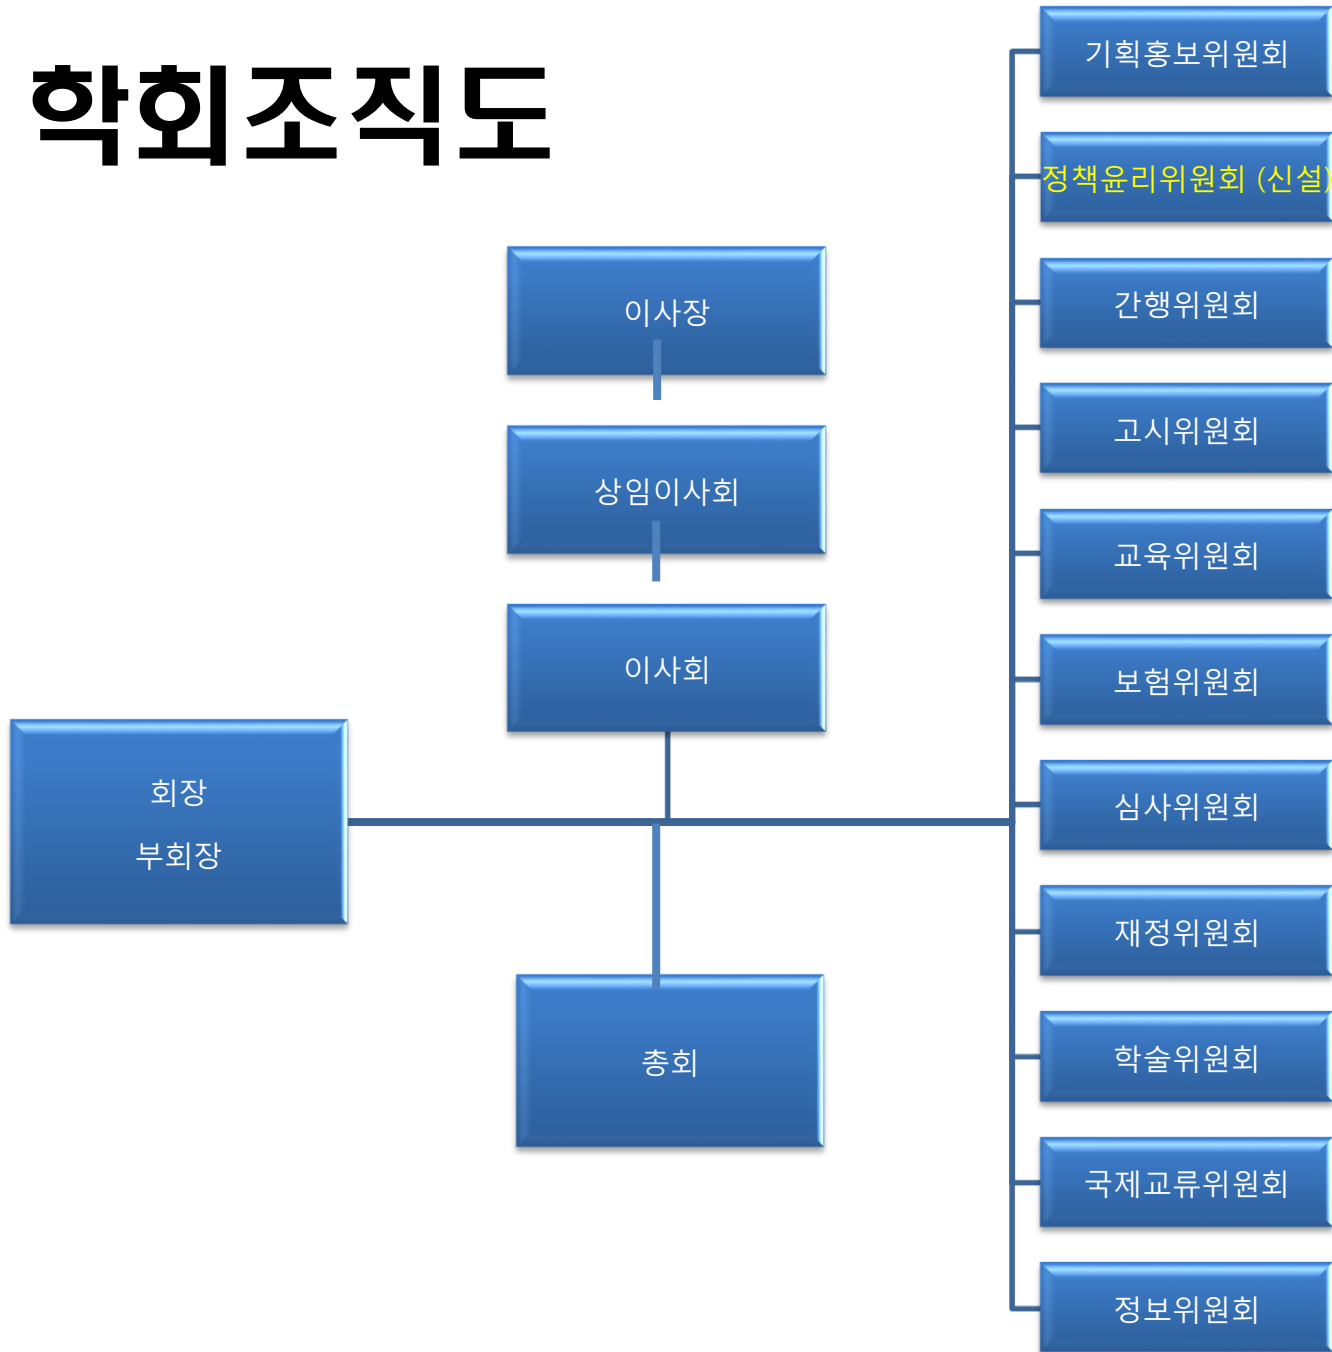 학회조직도
이사장
상임이사회
이사회
회장
부회장
총회
기획홍보위원회
정책윤리위원회 (신설)
간행위원회
고시위원회
교육위원회
보험위원회
심사위원회
재정위원회
학술위원회
국제교류위원회
정보위원회